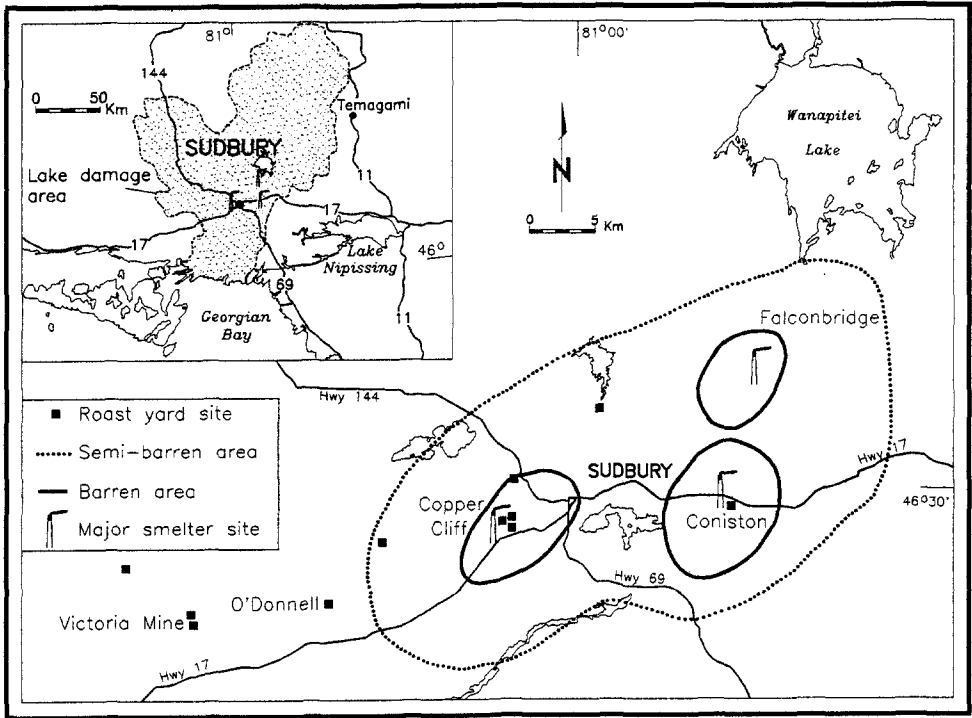 81°
144
0 50 Km
Temagami
SUDBURY
Lake damage
area
11
17
17
46°
Lake
Nipissing
69
Georgian
Bay
11
81°00'
Wanapitei
Lake
N
0 5
Km
Falconbridge
Hwy 144
Roast yard site
Semi-barren area
Barren area
Major smelter site
SUDBURY
Hwy 17
46°30'
Copper
Cliff
Coniston
Hwy 69
O'Donnell
Victoria Mine
Hwy 17